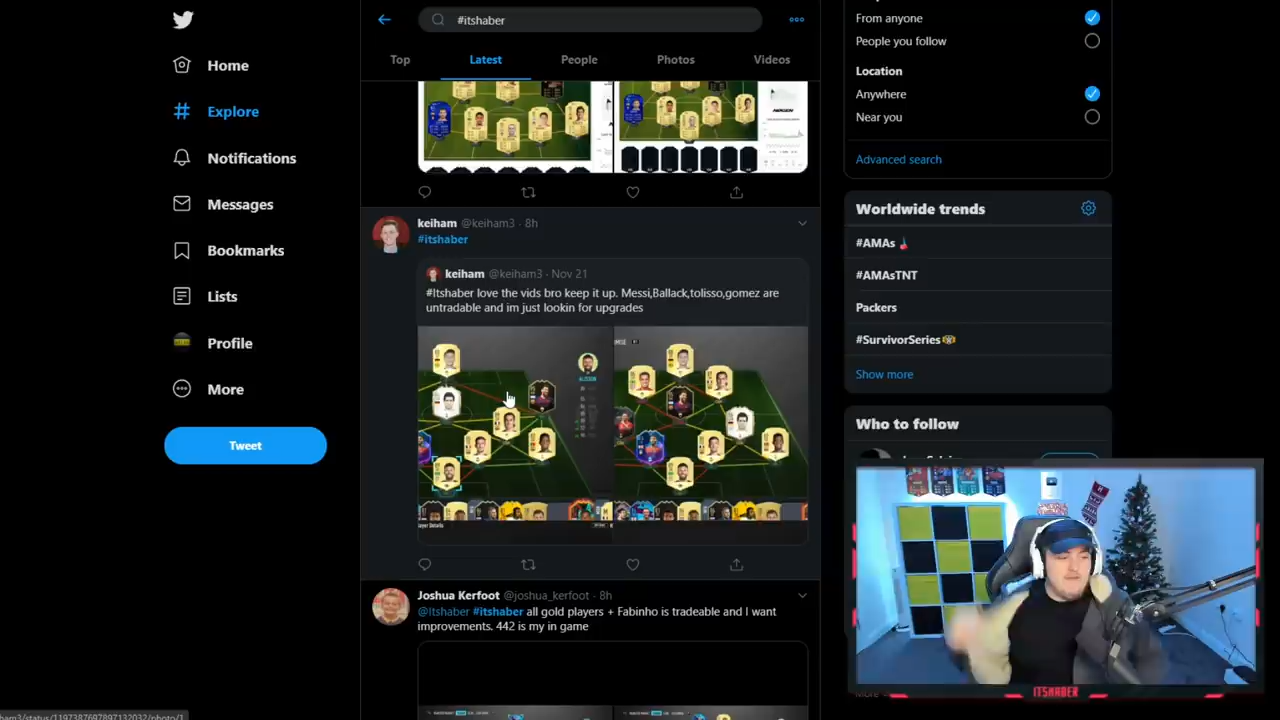 #itshaber
Home
Explore
Notifications
Messages
Bookmarks
Lists
Profile
More
Tweet
Top
Latest
People
Photos
Videos
keiham @keiham3 · 8h
#itshaber
keiham @keiham3 · Nov 21
#Itshaber love the vids bro keep it up. Messi,Ballack,tolisso,gomez are
untradable and im just lookin for upgrades
Joshua Kerfoot @joshua_kerfoot · 8h
@Itshaber #itshaber all gold players + Fabinho is tradeable and I want
improvements. 442 is my in game
From anyone
People you follow
Location
Anywhere
Near you
Advanced search
Worldwide trends
#AMAs
#AMAsTNT
Packers
#SurvivorSeries
Show more
Who to follow
ITSHABER